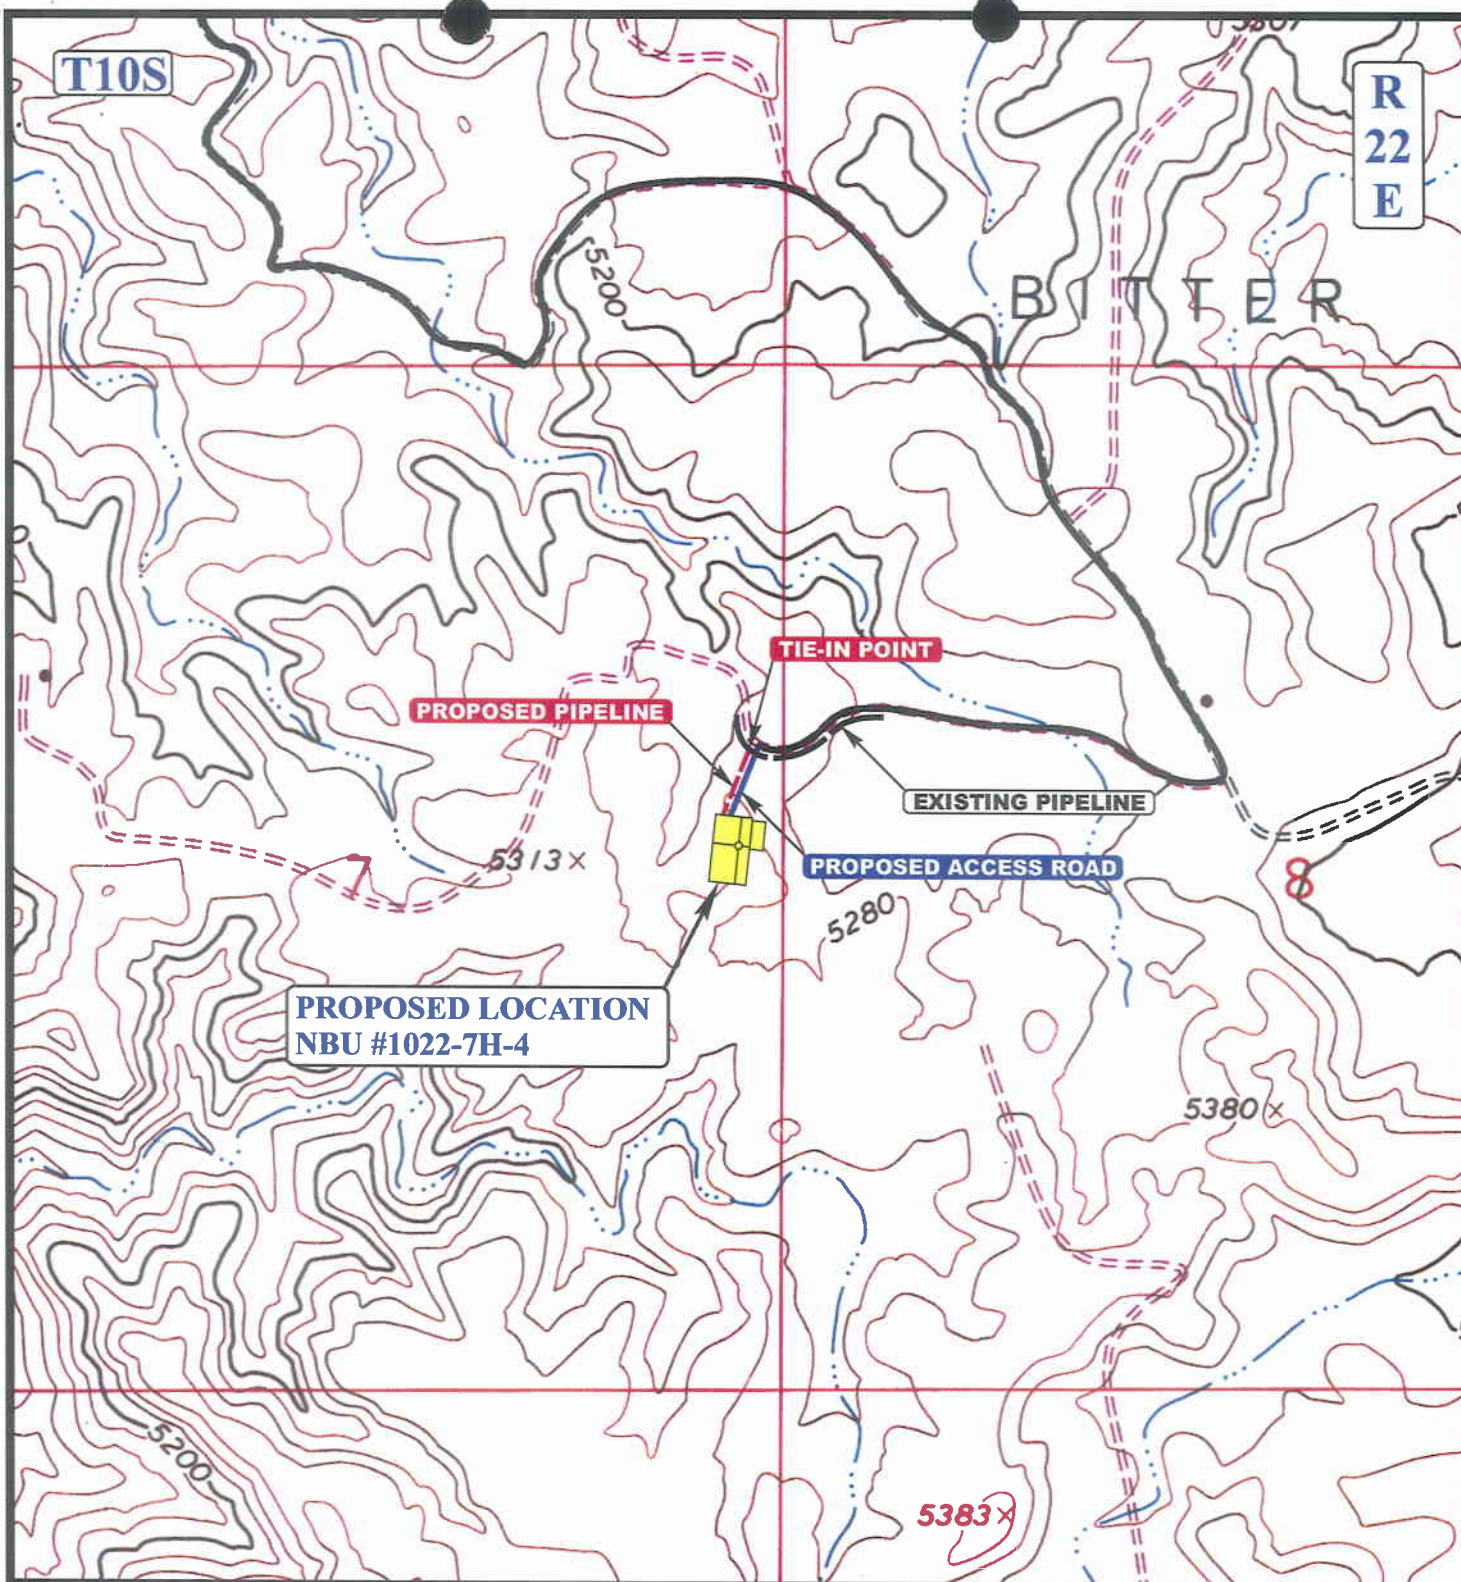 T10S
R
22
E
5200
BITTER
TIE-IN POINT
PROPOSED PIPELINE
EXISTING PIPELINE
7
5313×
PROPOSED ACCESS ROAD
8
5280
PROPOSED LOCATION
NBU #1022-7H-4
5380 ×
5200
5383×